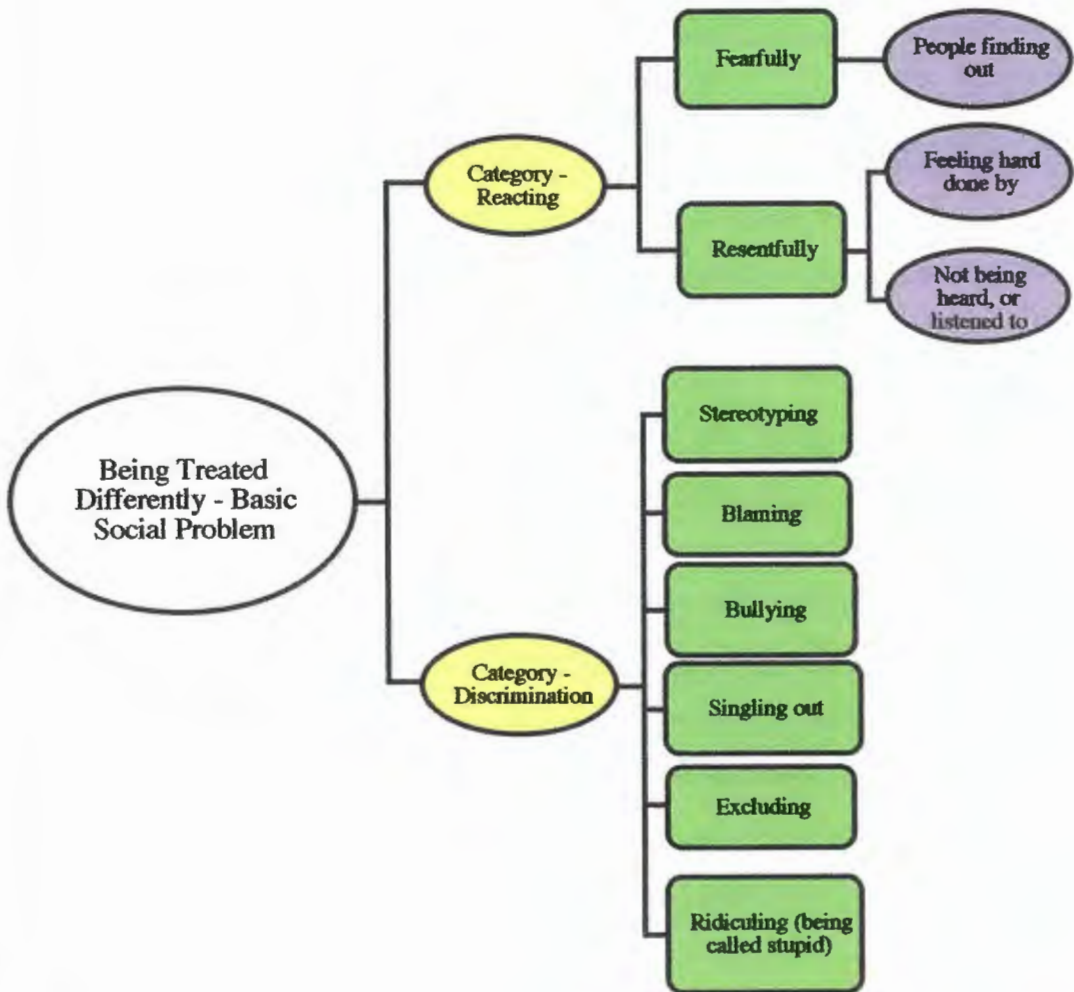 Being Treated
Differently - Basic
Social Problem
Category -
Reacting
Fearfully
People finding
out
Resentfully
Feeling hard
done by
Not being
heard, or
listened to
Category -
Discrimination
Stereotyping
Blaming
Bullying
Singling out
Excluding
Ridiculing (being
called stupid)